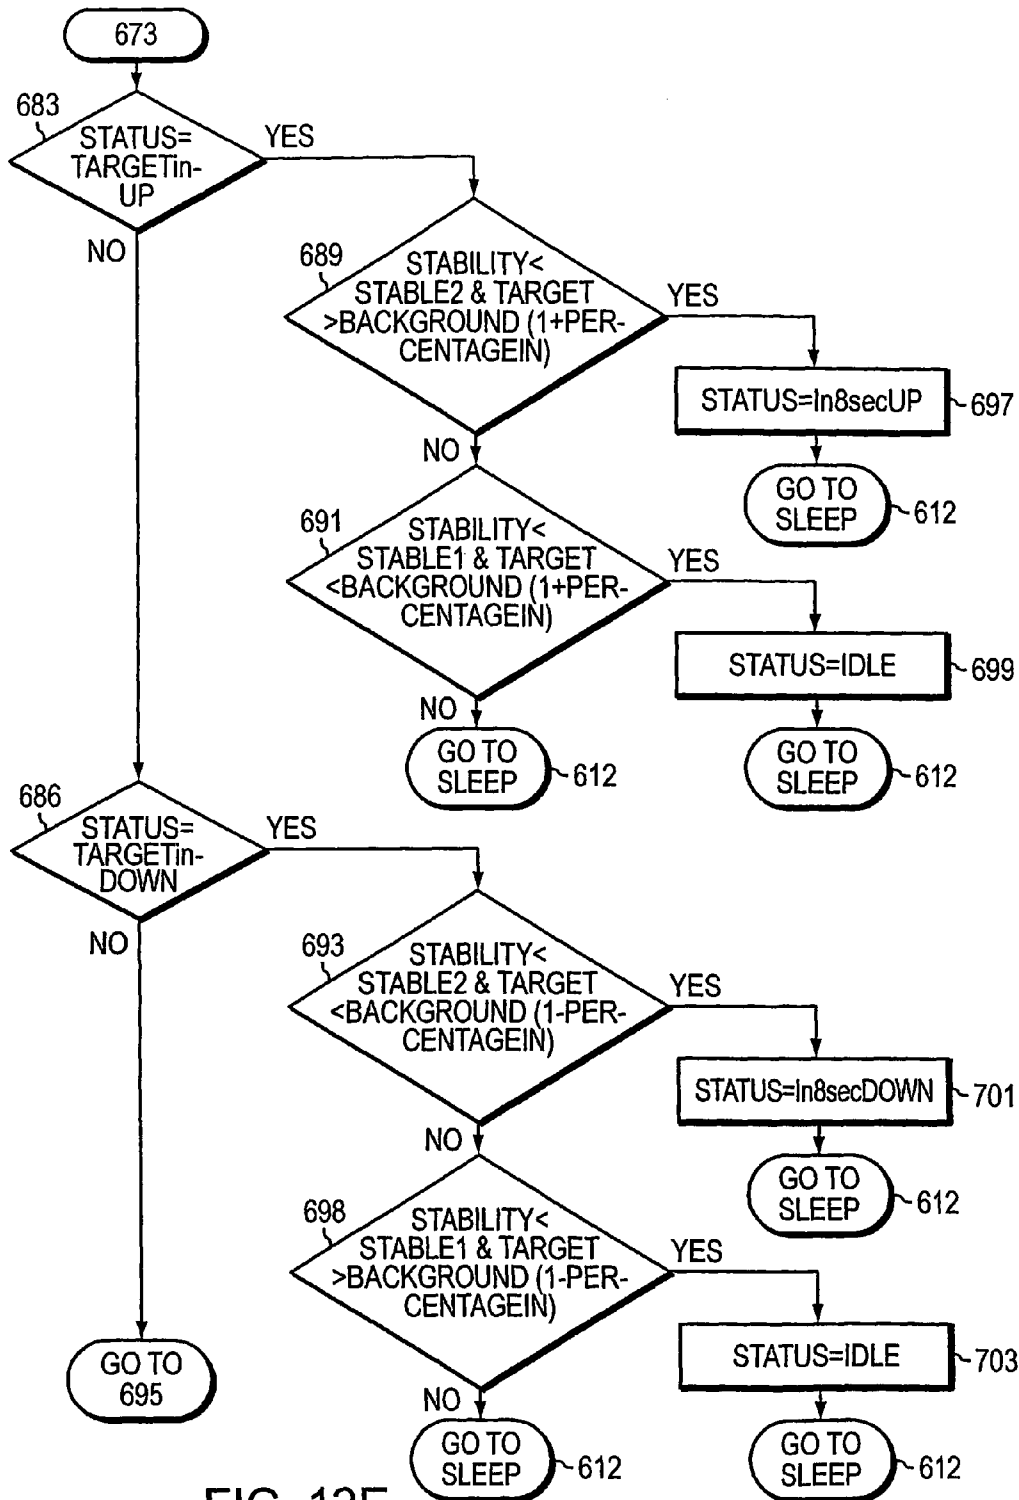 673
683
STATUS=
TARGETin-
UP
YES
NO
689
STABILITY<
STABLE2 & TARGET
>BACKGROUND (1+PER-
CENTAGEIN)
YES
STATUS=In8secUP
697
GO TO
SLEEP
612
NO
691
STABILITY<
STABLE1 & TARGET
<BACKGROUND (1+PER-
CENTAGEIN)
YES
STATUS=IDLE
699
GO TO
SLEEP
612
NO
GO TO
SLEEP
612
686
STATUS=
TARGETin-
DOWN
YES
NO
693
STABILITY<
STABLE2 & TARGET
<BACKGROUND (1-PER-
CENTAGEIN)
YES
STATUS=In8secDOWN
701
GO TO
SLEEP
612
NO
698
STABILITY<
STABLE1 & TARGET
>BACKGROUND (1-PER-
CENTAGEIN)
YES
STATUS=IDLE
703
GO TO
SLEEP
612
NO
GO TO
SLEEP
612
GO TO
695